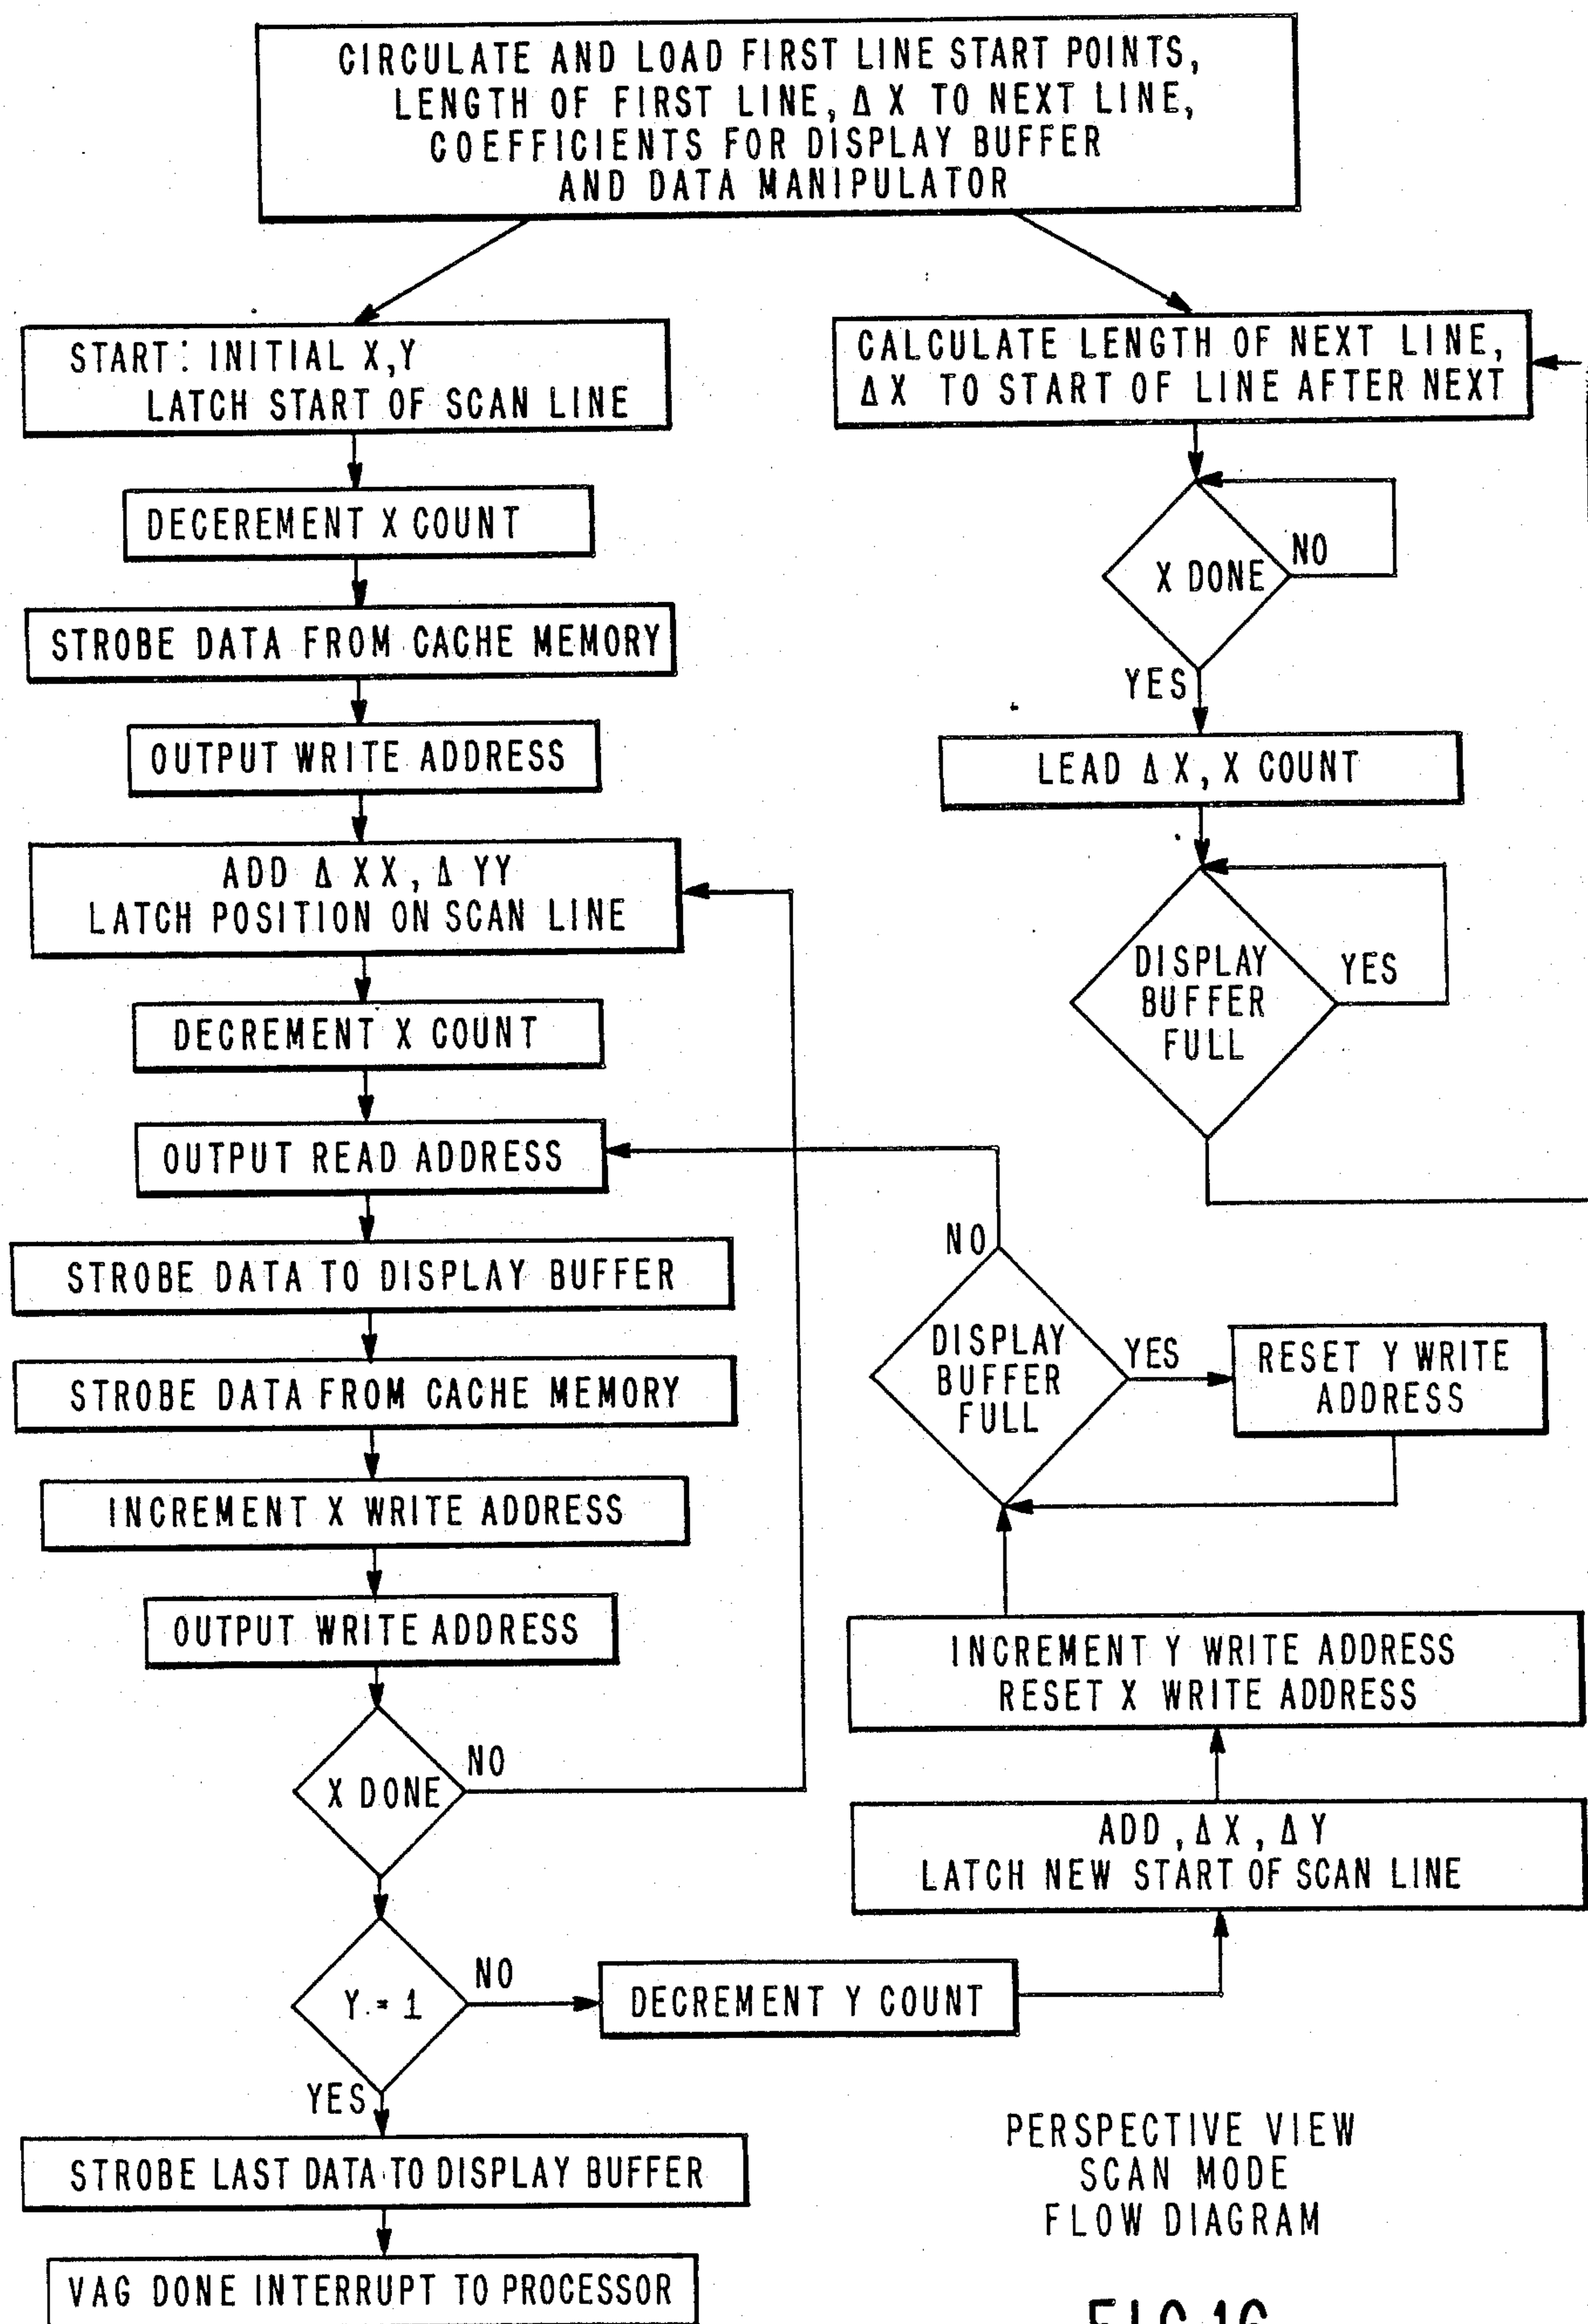 CIRCULATE AND LOAD FIRST LINE START POINTS,
LENGTH OF FIRST LINE, Δ X TO NEXT LINE,
COEFFICIENTS FOR DISPLAY BUFFER
AND DATA MANIPULATOR
START: INITIAL X,Y
LATCH START OF SCAN LINE
DECEREMENT X COUNT
STROBE DATA FROM CACHE MEMORY
OUTPUT WRITE ADDRESS
ADD Δ XX, Δ YY
LATCH POSITION ON SCAN LINE
DECREMENT X COUNT
OUTPUT READ ADDRESS
STROBE DATA TO DISPLAY BUFFER
STROBE DATA FROM CACHE MEMORY
INCREMENT X WRITE ADDRESS
OUTPUT WRITE ADDRESS
X DONE
NO
Y = 1
NO
YES
DECREMENT Y COUNT
STROBE LAST DATA TO DISPLAY BUFFER
VAG DONE INTERRUPT TO PROCESSOR
CALCULATE LENGTH OF NEXT LINE,
ΔX TO START OF LINE AFTER NEXT
X DONE
NO
YES
LEAD Δ X, X COUNT
DISPLAY
BUFFER
FULL
YES
NO
DISPLAY
BUFFER
FULL
YES
RESET Y WRITE
ADDRESS
INCREMENT Y WRITE ADDRESS
RESET X WRITE ADDRESS
ADD , Δ X , Δ Y
LATCH NEW START OF SCAN LINE
PERSPECTIVE VIEW
SCAN MODE
FLOW DIAGRAM